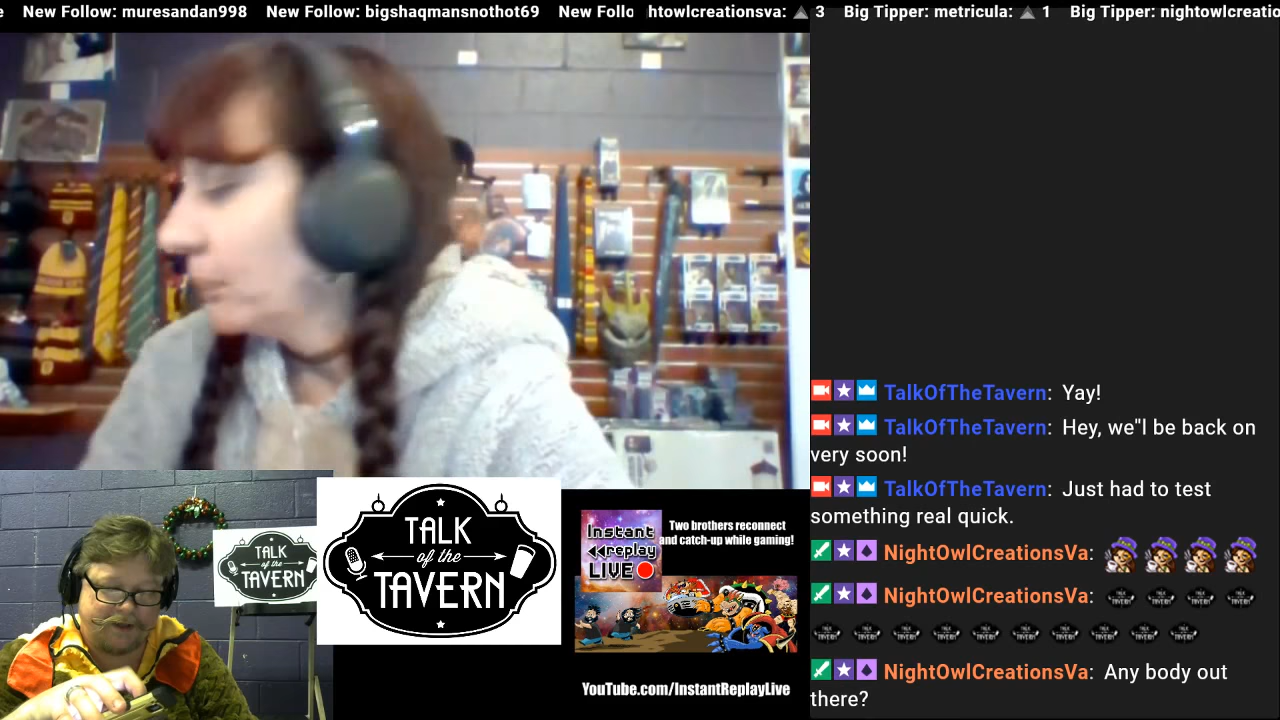 e New Follow: muresandan998 New Follow: bigshaqmansnothot69 New Follo htowlcreationsva: 3 Big Tipper: metricula: 1 Big Tipper: nightowlcreatio
TalkOfTheTavern: Yay!
TalkOfTheTavern: Hey, we"l be back on
very soon!
TalkOfTheTavern: Just had to test
something real quick.
NightOwlCreationsVa:
NightOwlCreationsVa:
NightOwlCreationsVa: Any body out
there?
TALK
of the
TAVERN
TALK
of the
TAVERN
Instant
replay
LIVE
Two brothers reconnect
and catch-up while gaming!
YouTube.com/InstantReplayLive